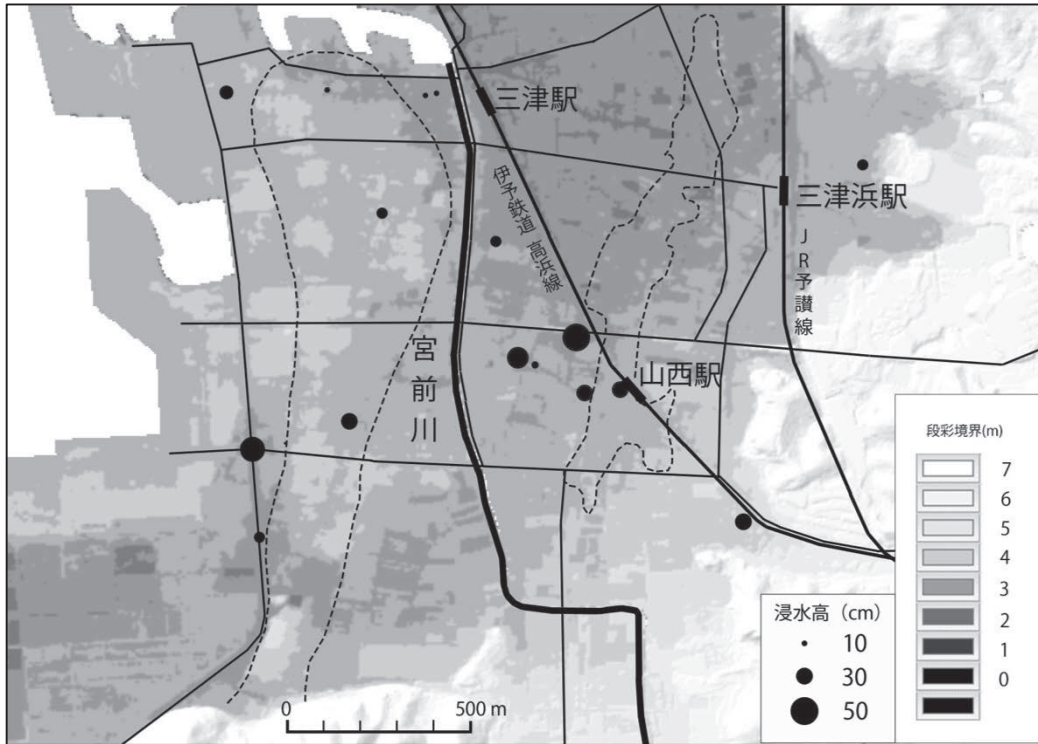 三津駅
三津浜駅
伊予鉄道 高浜線
JR予讃線
宮前川
山西駅
段彩境界(m)
7
6
5
4
3
2
1
0
浸水高（cm）
10
30
50
0 500 m